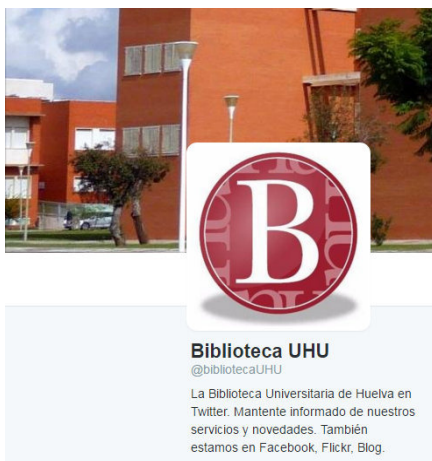 B
Biblioteca UHU
@bibliotecaUHU
La Biblioteca Universitaria de Huelva en
Twitter. Mantente informado de nuestros
servicios y novedades. También
estamos en Facebook, Flickr, Blog.